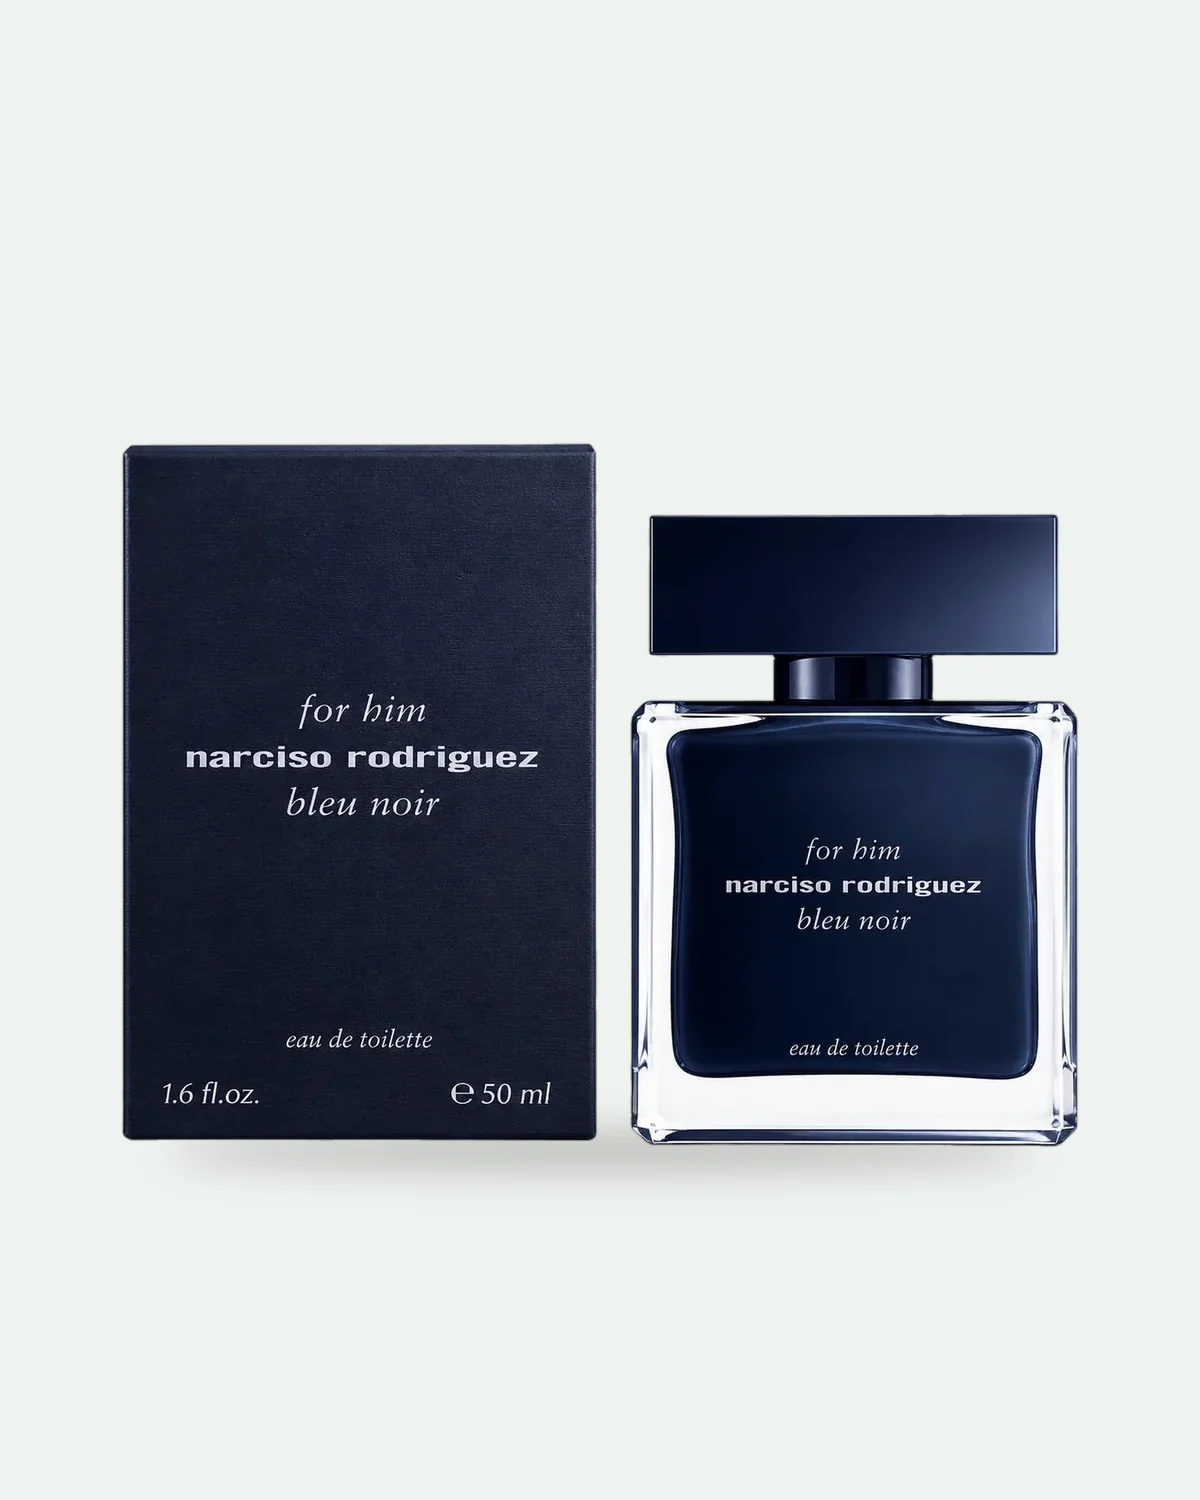 for him
narciso rodriguez
bleu noir
eau de toilette
1.6 fl.oz. ℮ 50 ml
for him
narciso rodriguez
bleu noir
eau de toilette